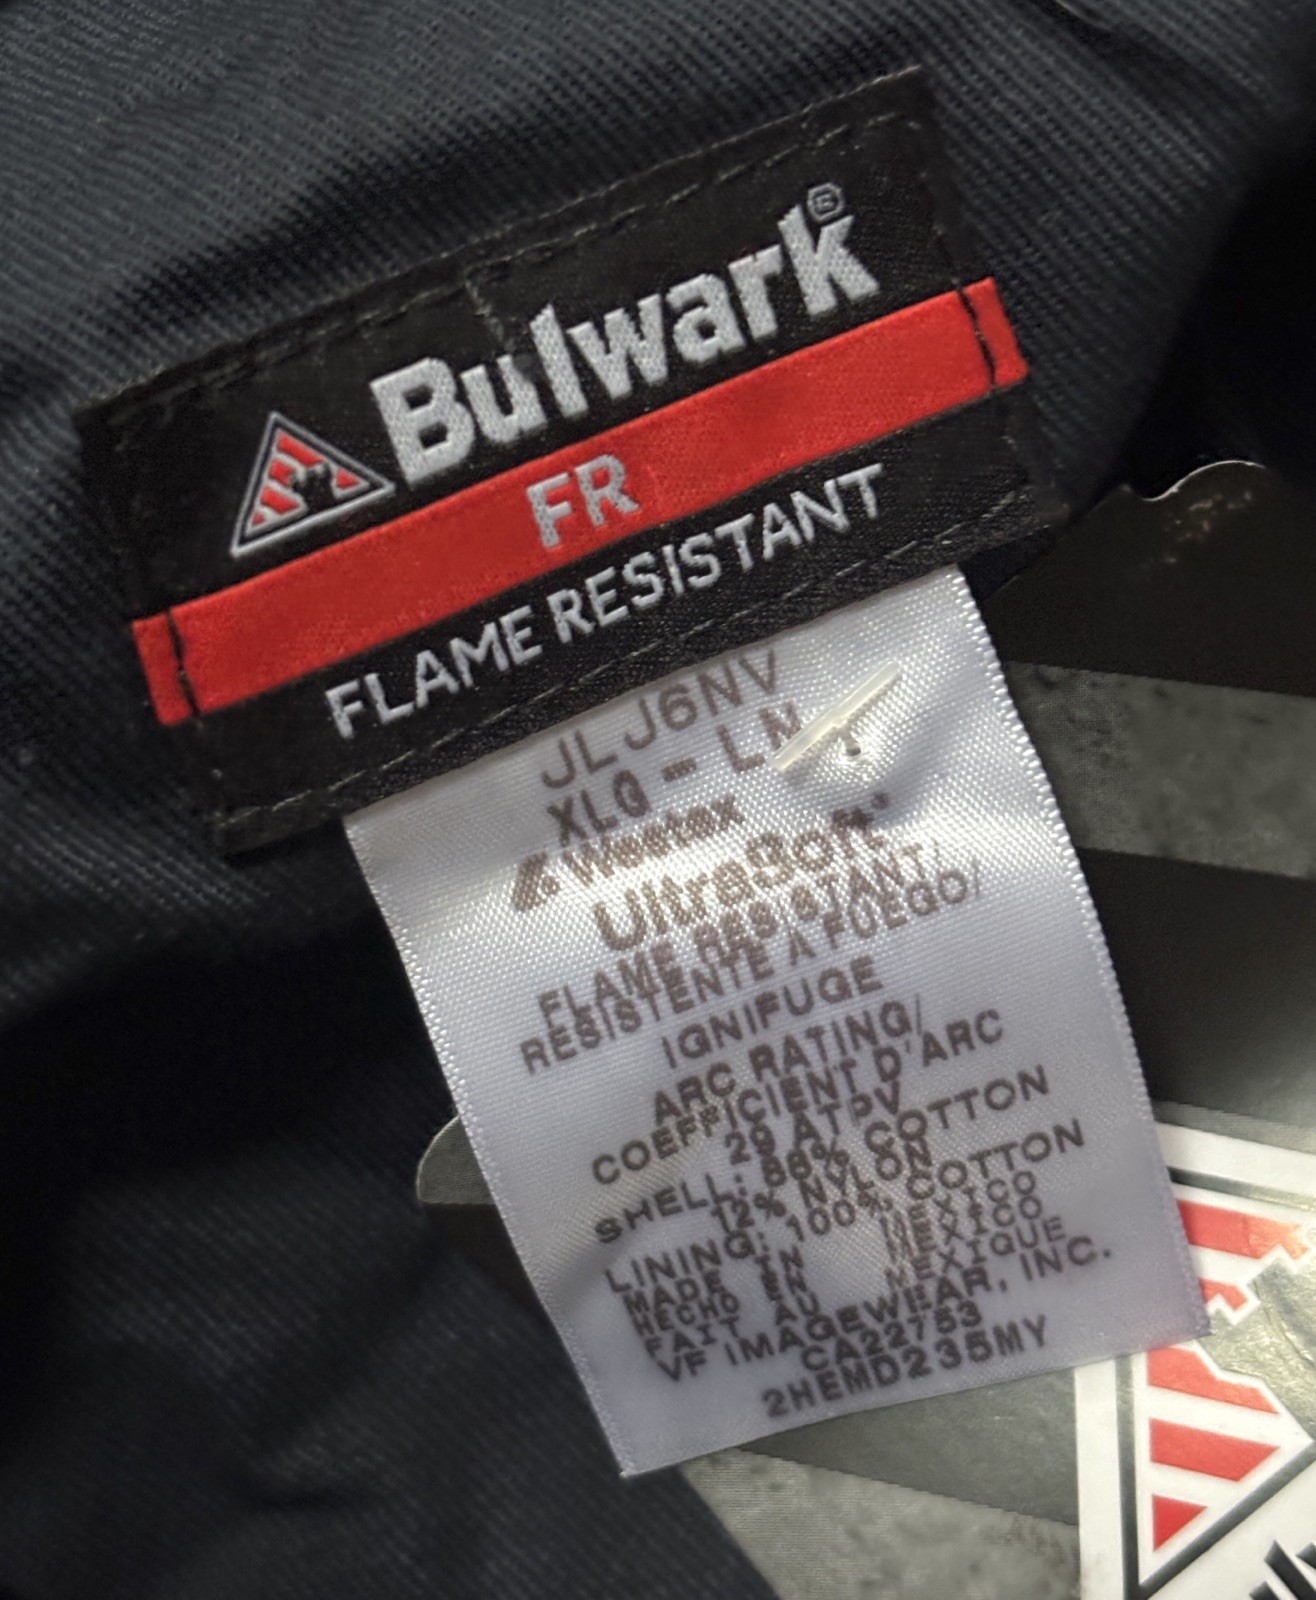 Bulwark®
FR
FLAME RESISTANT
JLJ6NV
XLG - LN
Westex
UltraSoft®
FLAME RESISTANT/
RESISTENTE A FUEGO/
IGNIFUGE
ARC RATING/
COEFFICIENT D'ARC
29 ATPV
SHELL: 88% COTTON
12% NYLON
LINING: 100% COTTON
MADE IN MEXICO
HECHO EN MEXICO
FAIT AU MEXIQUE
VF IMAGEWEAR, INC.
CA22753
2HEMD235MY